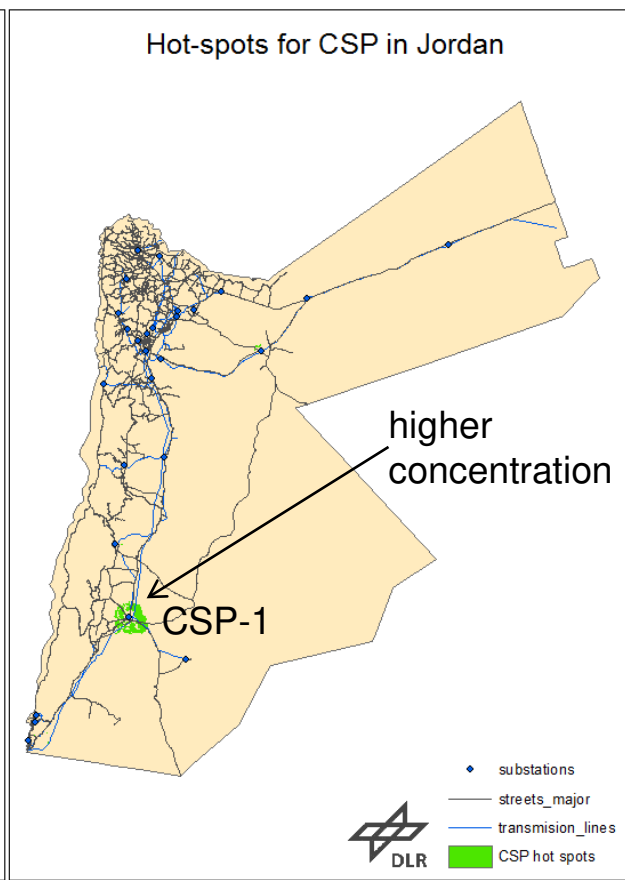 Hot-spots for CSP in Jordan
higher
concentration
CSP-1
substations
streets_major
transmision_lines
CSP hot spots
DLR